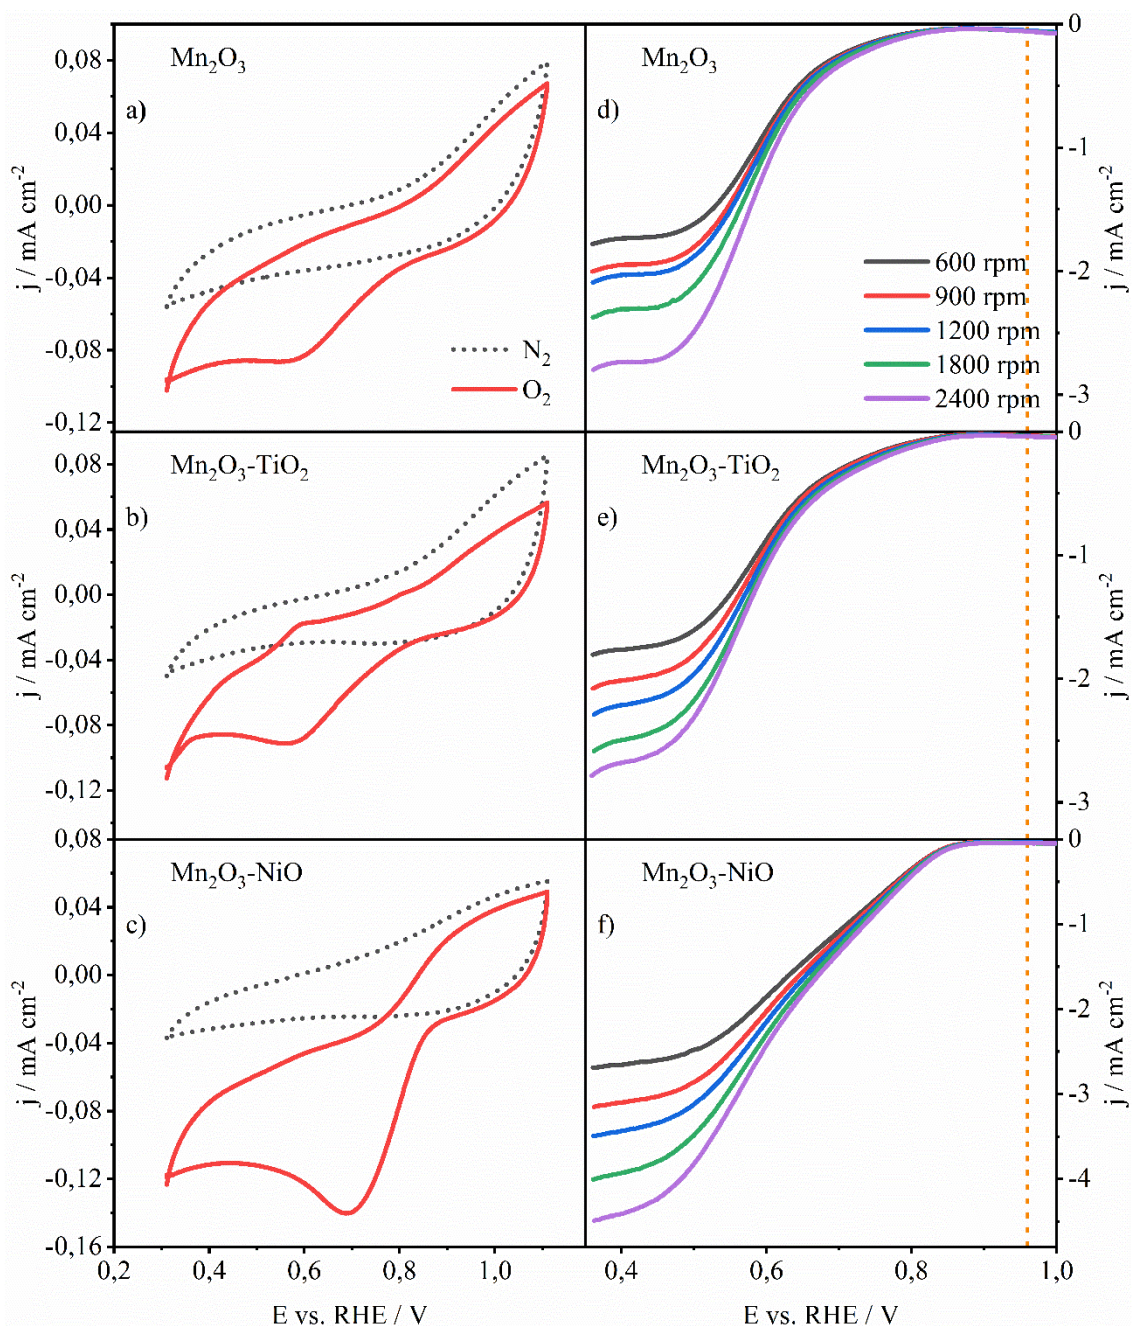 Mn₂O₃
a)
0,08
0,04
0,00
-0,04
-0,08
-0,12
j / mA cm⁻²
N₂
O₂
Mn₂O₃
d)
0
-1
-2
-3
j / mA cm⁻²
600 rpm
900 rpm
1200 rpm
1800 rpm
2400 rpm
Mn₂O₃-TiO₂
b)
0,08
0,04
0,00
-0,04
-0,08
-0,12
j / mA cm⁻²
Mn₂O₃-TiO₂
e)
0
-1
-2
-3
j / mA cm⁻²
Mn₂O₃-NiO
c)
0,08
0,04
0,00
-0,04
-0,08
-0,12
-0,16
j / mA cm⁻²
0,2 0,4 0,6 0,8 1,0
E vs. RHE / V
Mn₂O₃-NiO
f)
0
-1
-2
-3
-4
j / mA cm⁻²
0,4 0,6 0,8 1,0
E vs. RHE / V